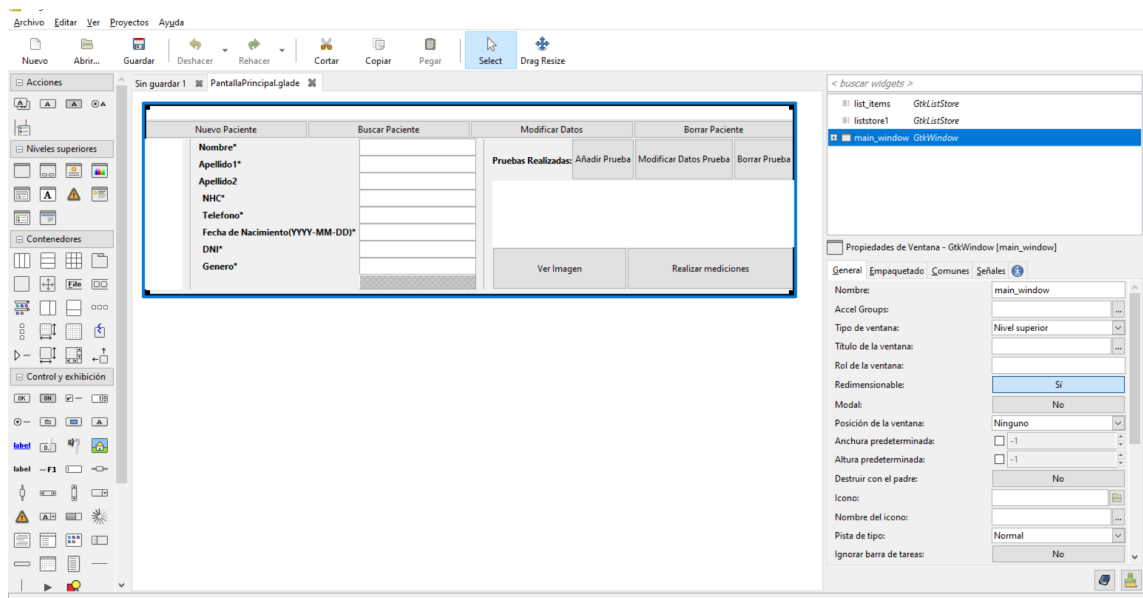 Archivo Editar Ver Proyectos Ayuda
Nuevo Abrir... Guardar Deshacer Rehacer Cortar Copiar Pegar Select Drag Resize
Acciones
Niveles superiores
Contenedores
File
Control y exhibición
OK ON
label
label F1
Sin guardar 1 PantallaPrincipal.glade
Nuevo Paciente Buscar Paciente Modificar Datos Borrar Paciente
Nombre*
Apellido1*
Apellido2
NHC*
Telefono*
Fecha de Nacimiento(YYYY-MM-DD)*
DNI*
Genero*
Pruebas Realizadas: Añadir Prueba Modificar Datos Prueba Borrar Prueba
Ver Imagen Realizar mediciones
< buscar widgets >
list_items GtkListStore
liststore1 GtkListStore
main_window GtkWindow
Propiedades de Ventana - GtkWindow [main_window]
General Empaquetado Comunes Señales
Nombre: main_window
Accel Groups: ...
Tipo de ventana: Nivel superior
Título de la ventana: ...
Rol de la ventana:
Redimensionable: Sí
Modal: No
Posición de la ventana: Ninguno
Anchura predeterminada: -1
Altura predeterminada: -1
Destruir con el padre: No
Icono:
Nombre del icono: ...
Pista de tipo: Normal
Ignorar barra de tareas: No